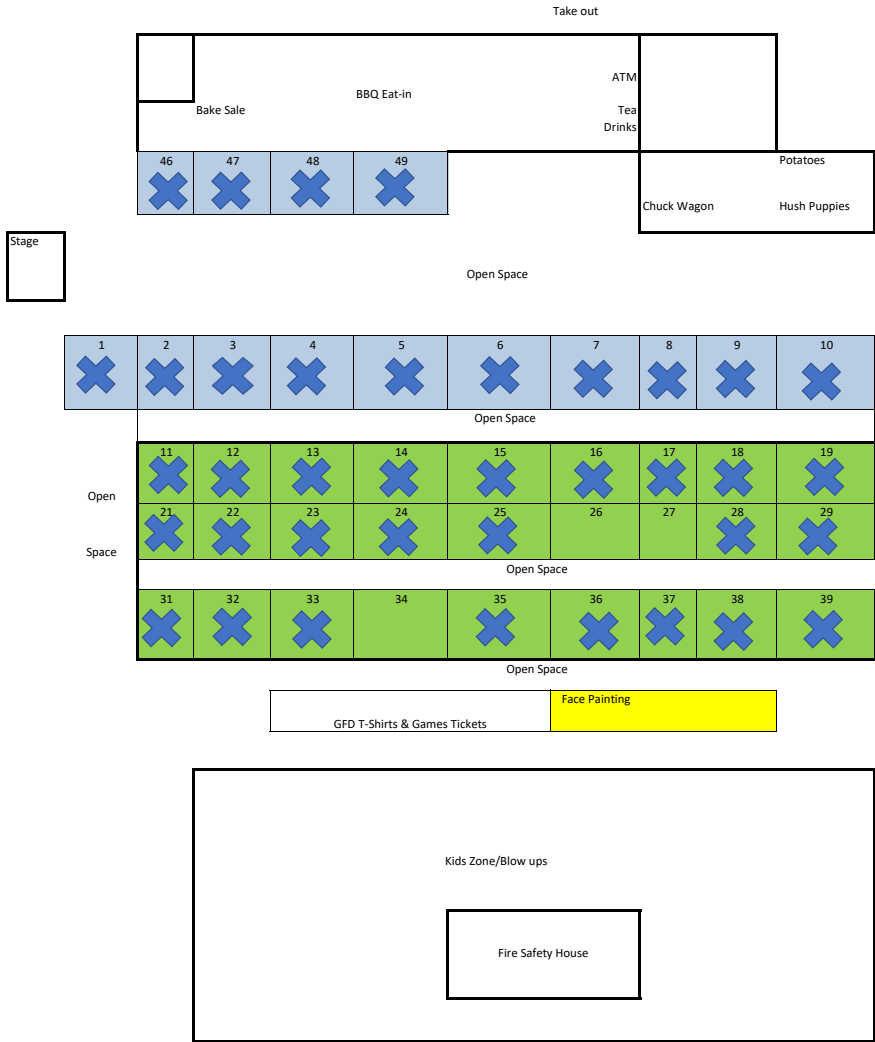 Take out
ATM
BBQ Eat-in
Bake Sale
Tea
Drinks
46 47 48 49
Potatoes
Chuck Wagon
Hush Puppies
Stage
Open Space
1 2 3 4 5 6 7 8 9 10
Open Space
11 12 13 14 15 16 17 18 19
Open
21 22 23 24 25 26 27 28 29
Space
Open Space
31 32 33 34 35 36 37 38 39
Open Space
Face Painting
GFD T-Shirts & Games Tickets
Kids Zone/Blow ups
Fire Safety House